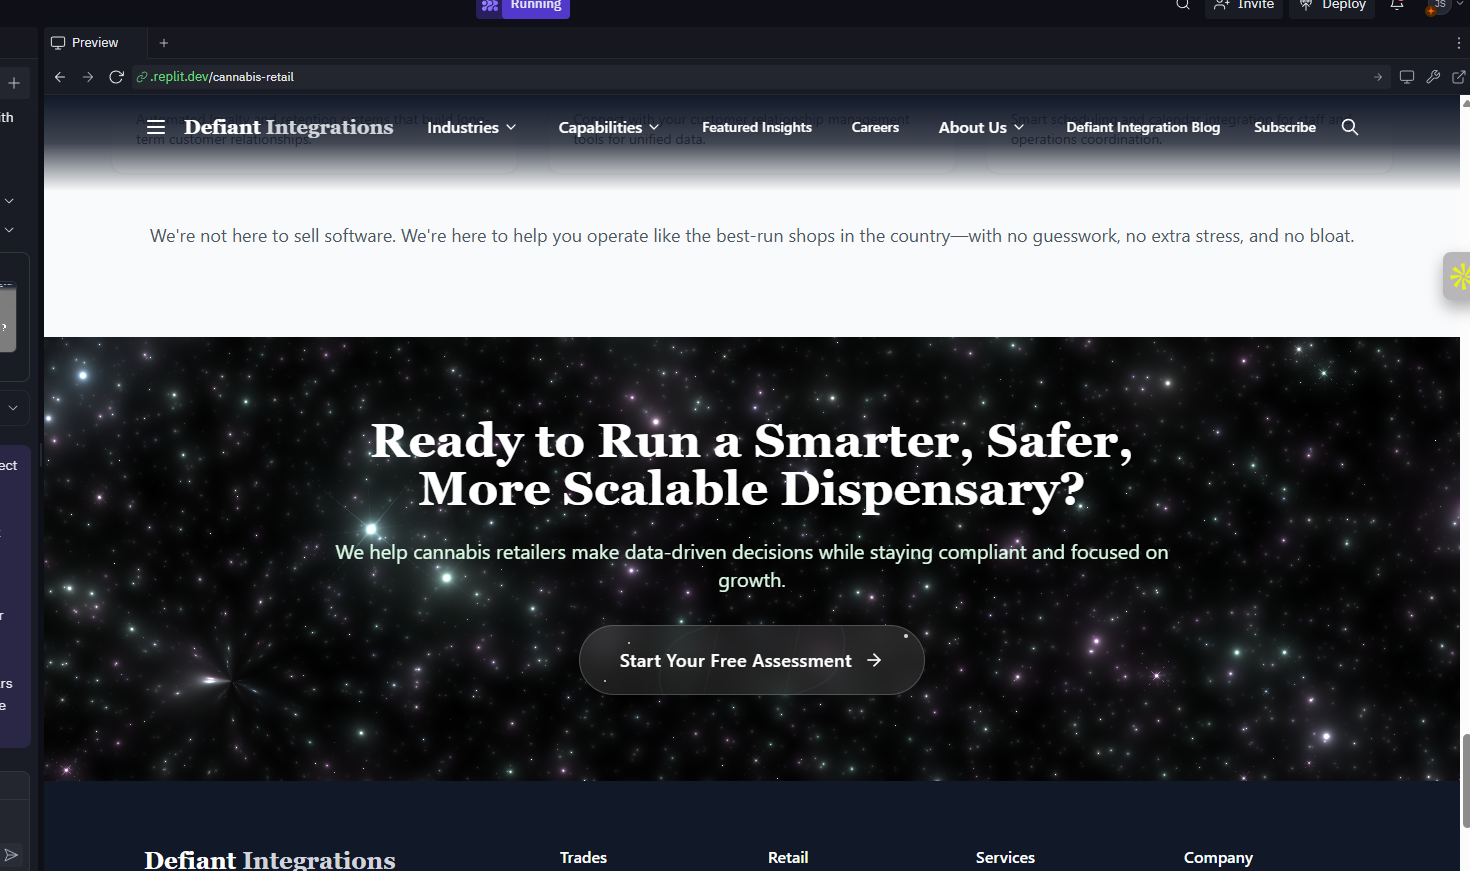 Running
Invite
Deploy
JS
Preview
.replit.dev/cannabis-retail
ith
Defiant Integrations
Industries
Capabilities
Featured Insights
Careers
About Us
Defiant Integration Blog
Subscribe
term customer relationships.
tools for unified data.
operations coordination.
We're not here to sell software. We're here to help you operate like the best-run shops in the country—with no guesswork, no extra stress, and no bloat.
?
ect
r
rs
e
Ready to Run a Smarter, Safer,
More Scalable Dispensary?
We help cannabis retailers make data-driven decisions while staying compliant and focused on
growth.
Start Your Free Assessment
Defiant Integrations
Trades
Retail
Services
Company